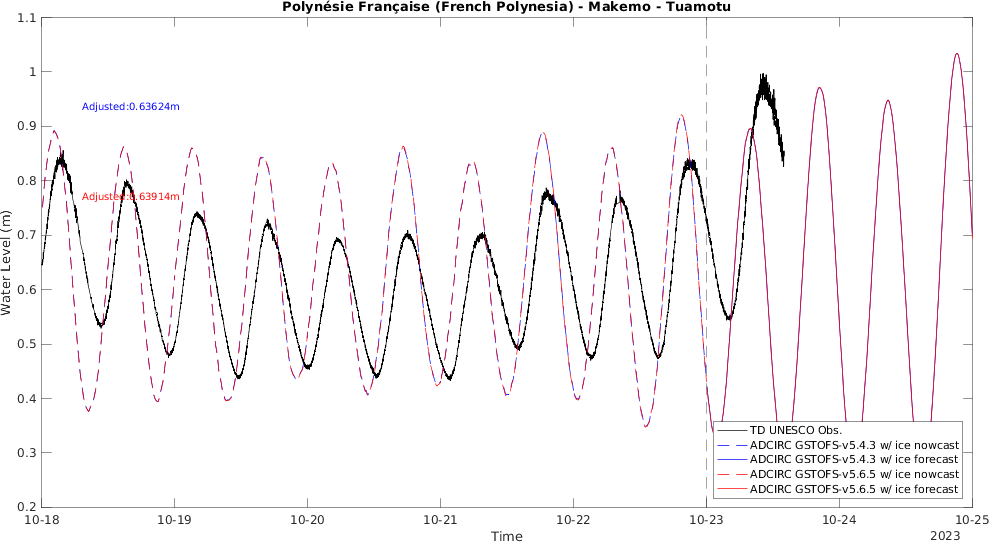 Polynésie Française (French Polynesia) - Makemo - Tuamotu
1.1
1
0.9
0.8
0.7
0.6
0.5
0.4
0.3
0.2
Water Level (m)
Adjusted:0.63624m
Adjusted:0.63914m
TD UNESCO Obs.
ADCIRC GSTOFS-v5.4.3 w/ ice nowcast
ADCIRC GSTOFS-v5.4.3 w/ ice forecast
ADCIRC GSTOFS-v5.6.5 w/ ice nowcast
ADCIRC GSTOFS-v5.6.5 w/ ice forecast
10-18 10-19 10-20 10-21 10-22 10-23 10-24 10-25
Time
2023